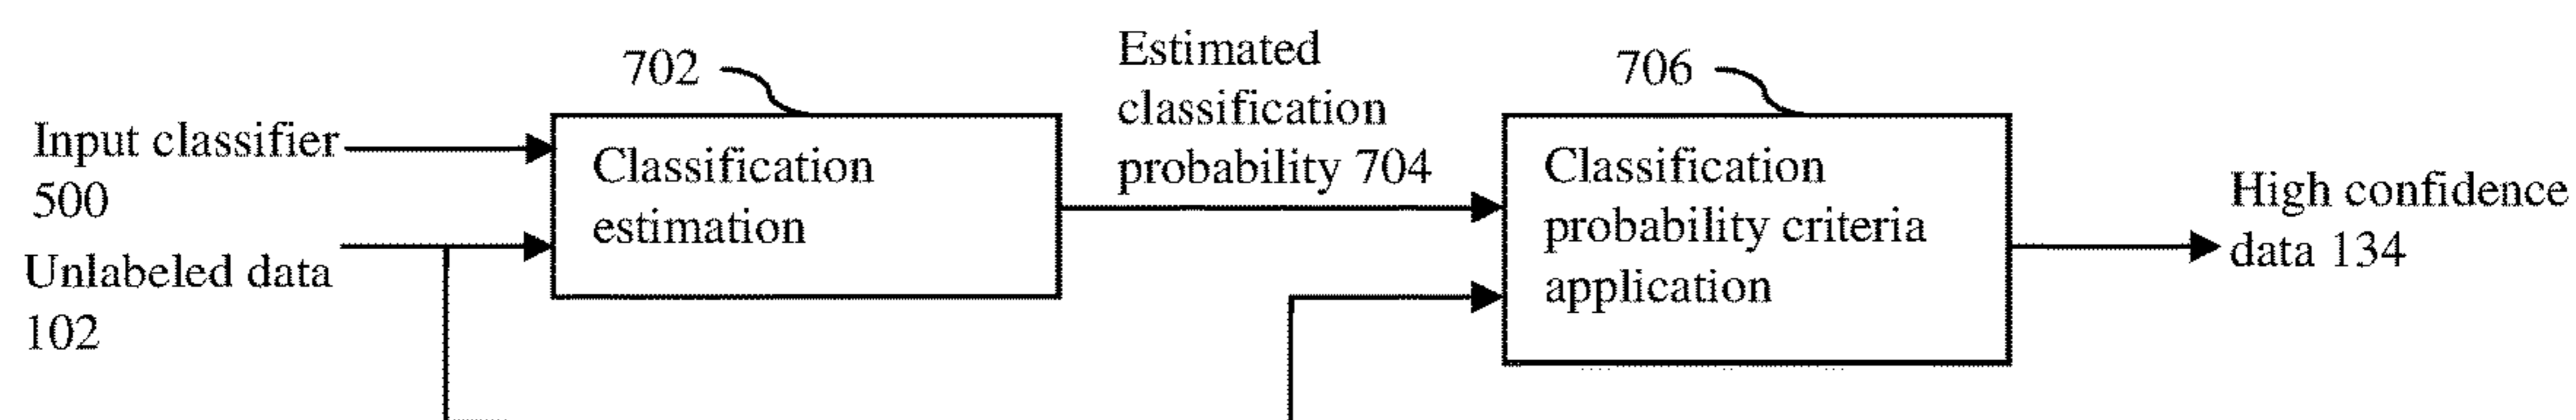 702
Estimated
classification
probability 704
706
Input classifier
500
Unlabeled data
102
Classification
estimation
Classification
probability criteria
application
High confidence
data 134